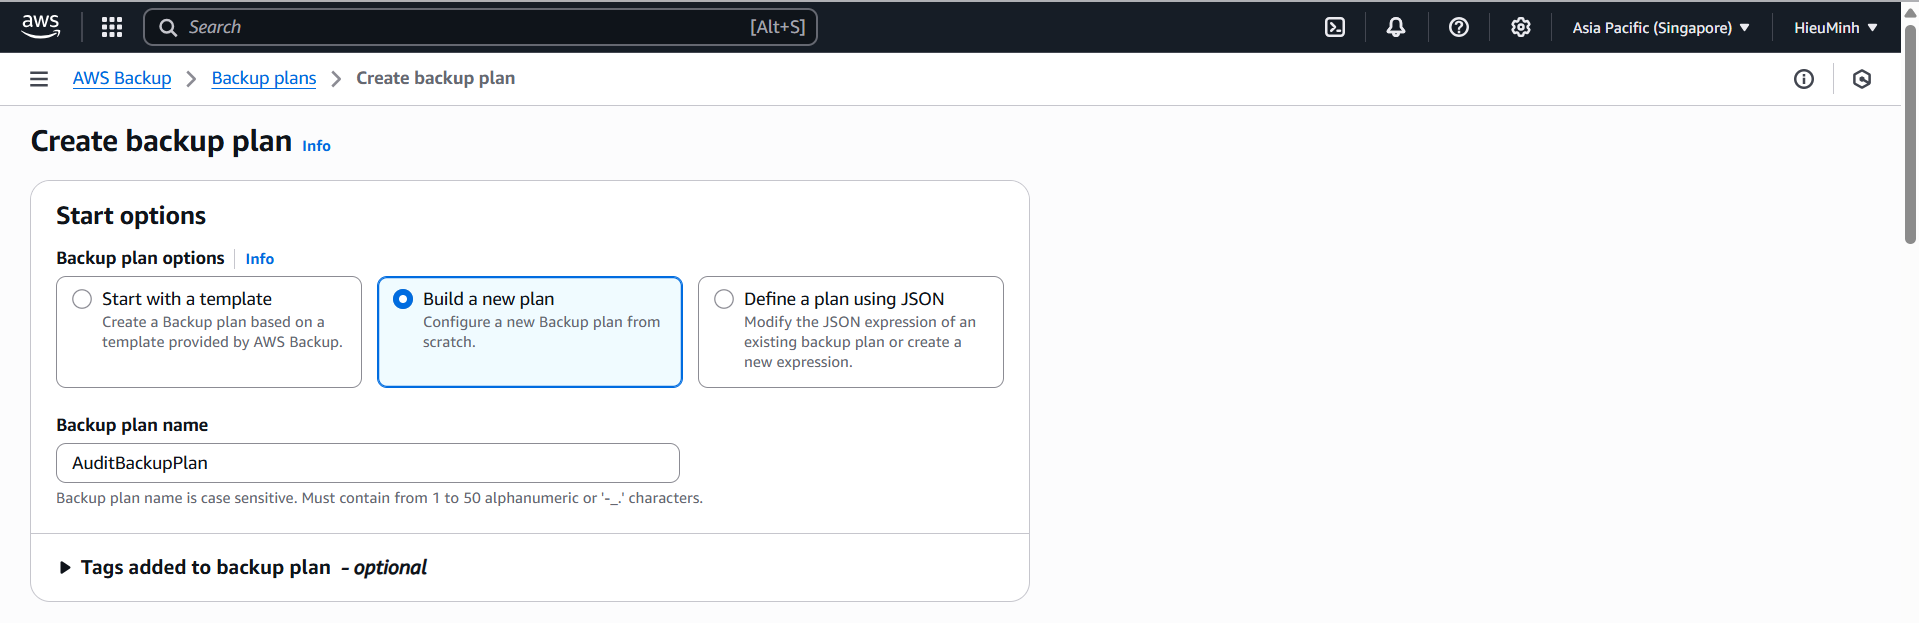 aws
Search [Alt+S] Asia Pacific (Singapore) HieuMinh
AWS Backup Backup plans Create backup plan
Create backup plan Info
Start options
Backup plan options Info
Start with a template
Create a Backup plan based on a
template provided by AWS Backup.
Build a new plan
Configure a new Backup plan from
scratch.
Define a plan using JSON
Modify the JSON expression of an
existing backup plan or create a
new expression.
Backup plan name
AuditBackupPlan
Backup plan name is case sensitive. Must contain from 1 to 50 alphanumeric or '-_.' characters.
Tags added to backup plan - optional